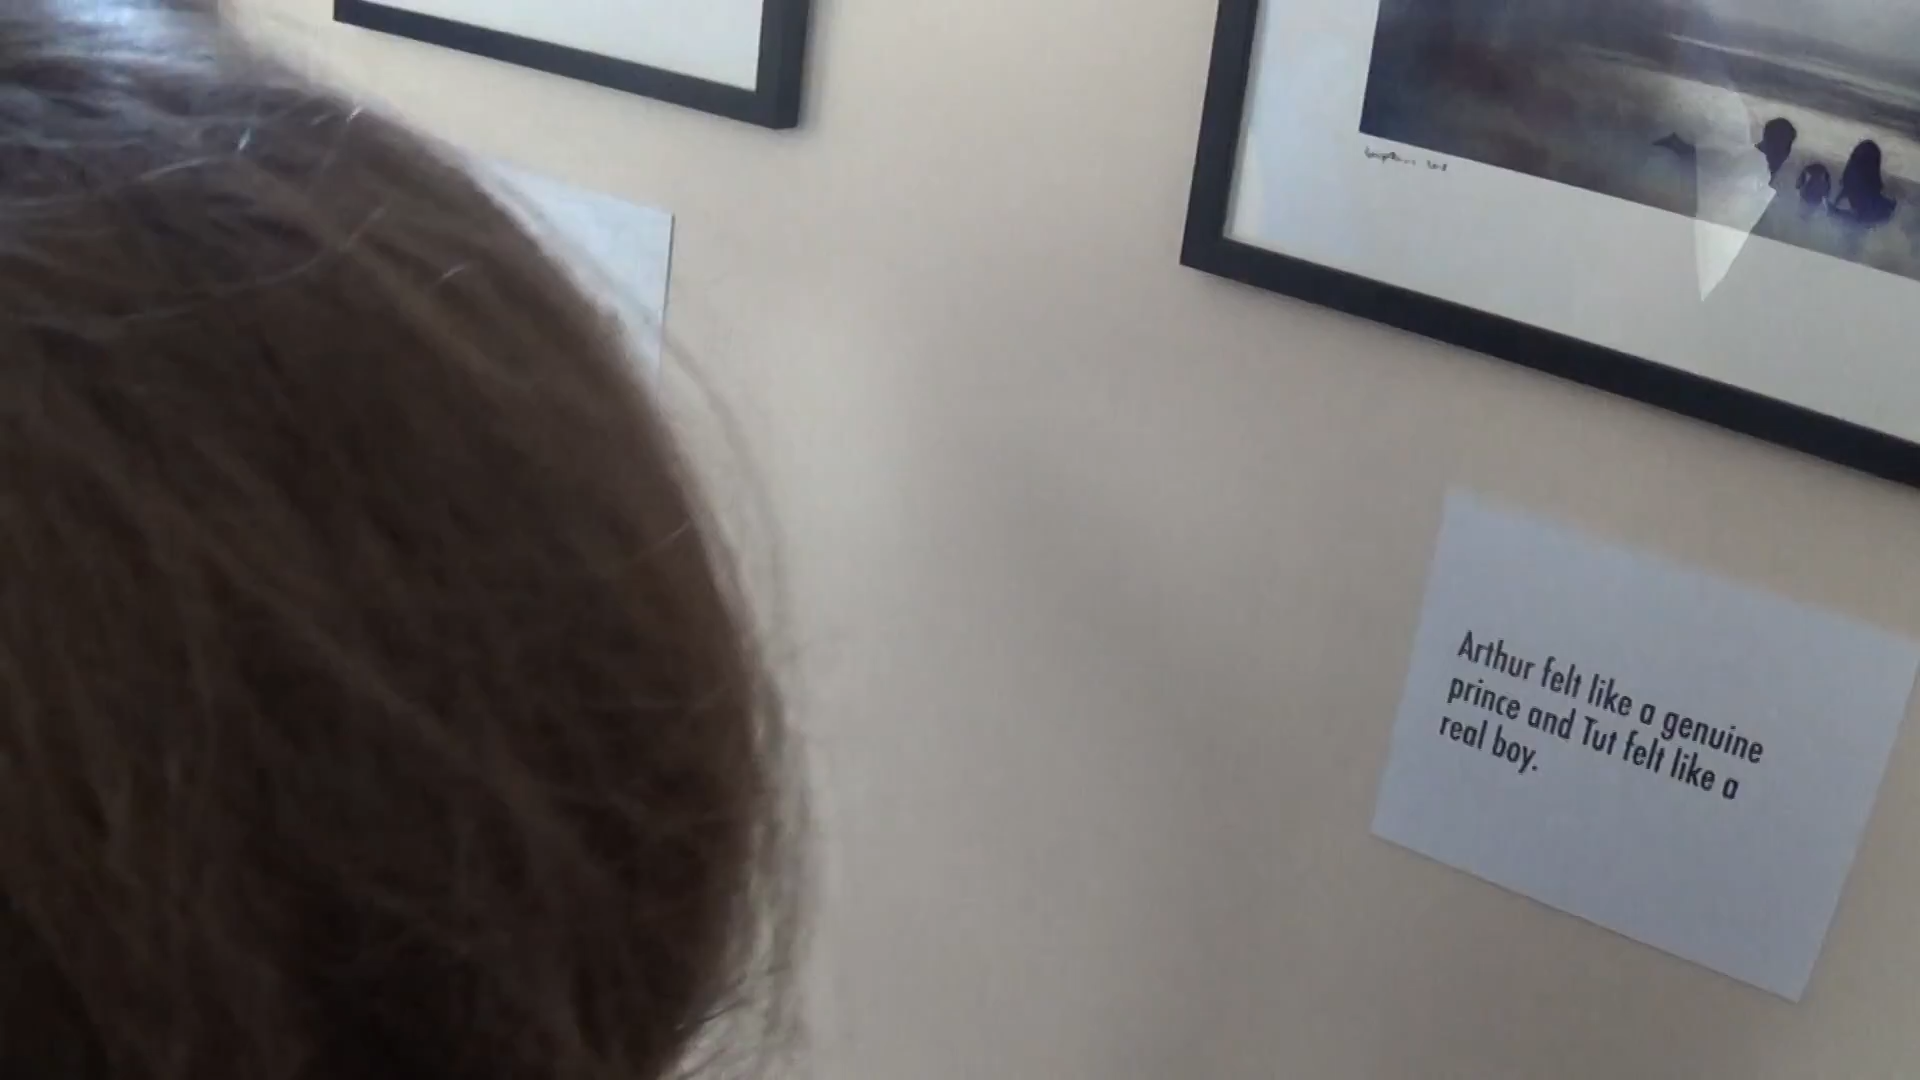 Arthur felt like a genuine
prince and Tut felt like a
real boy.